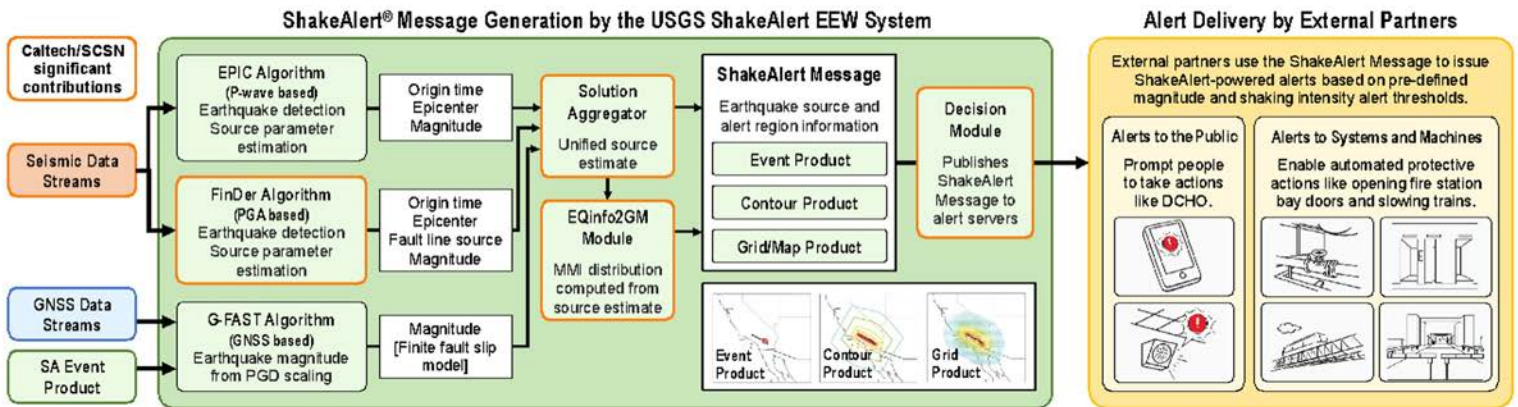 ShakeAlert® Message Generation by the USGS ShakeAlert EEW System
Alert Delivery by External Partners
Caltech/SCSN
significant
contributions
Seismic Data
Streams
GNSS Data
Streams
SA Event
Product
EPIC Algorithm
(P-wave based)
Earthquake detection
Source parameter
estimation
FinDer Algorithm
(PGA based)
Earthquake detection
Source parameter
estimation
G-FAST Algorithm
(GNSS based)
Earthquake magnitude
from PGD scaling
Origin time
Epicenter
Magnitude
Origin time
Epicenter
Fault line source
Magnitude
Magnitude
[Finite fault slip
model]
Solution
Aggregator
Unified source
estimate
EQinfo2GM
Module
MMI distribution
computed from
source estimate
ShakeAlert Message
Earthquake source and
alert region information
Event Product
Contour Product
Grid/Map Product
Event
Product
Contour
Product
Grid
Product
Decision
Module
Publishes
ShakeAlert
Message to
alert servers
External partners use the ShakeAlert Message to issue
ShakeAlert-powered alerts based on pre-defined
magnitude and shaking intensity alert thresholds.
Alerts to the Public
Prompt people
to take actions
like DCHO.
Alerts to Systems and Machines
Enable automated protective
actions like opening fire station
bay doors and slowing trains.